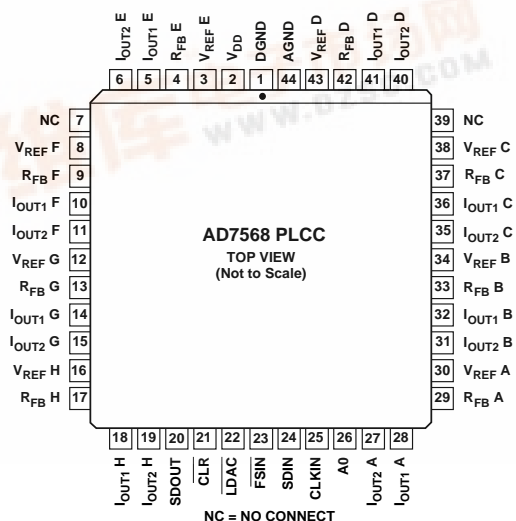 IOUT2 E
IOUT1 E
RFB E
VREF E
VDD
DGND
AGND
VREF D
RFB D
IOUT1 D
IOUT2 D
6 5 4 3 2 1 44 43 42 41 40
NC 7
VREF F 8
RFB F 9
IOUT1 F 10
IOUT2 F 11
VREF G 12
RFB G 13
IOUT1 G 14
IOUT2 G 15
VREF H 16
RFB H 17
AD7568 PLCC
TOP VIEW
(Not to Scale)
39 NC
38 VREF C
37 RFB C
36 IOUT1 C
35 IOUT2 C
34 VREF B
33 RFB B
32 IOUT1 B
31 IOUT2 B
30 VREF A
29 RFB A
18 19 20 21 22 23 24 25 26 27 28
IOUT1 H
IOUT2 H
SDOUT
CLR
LDAC
FSIN
SDIN
CLKIN
A0
IOUT2 A
IOUT1 A
NC = NO CONNECT